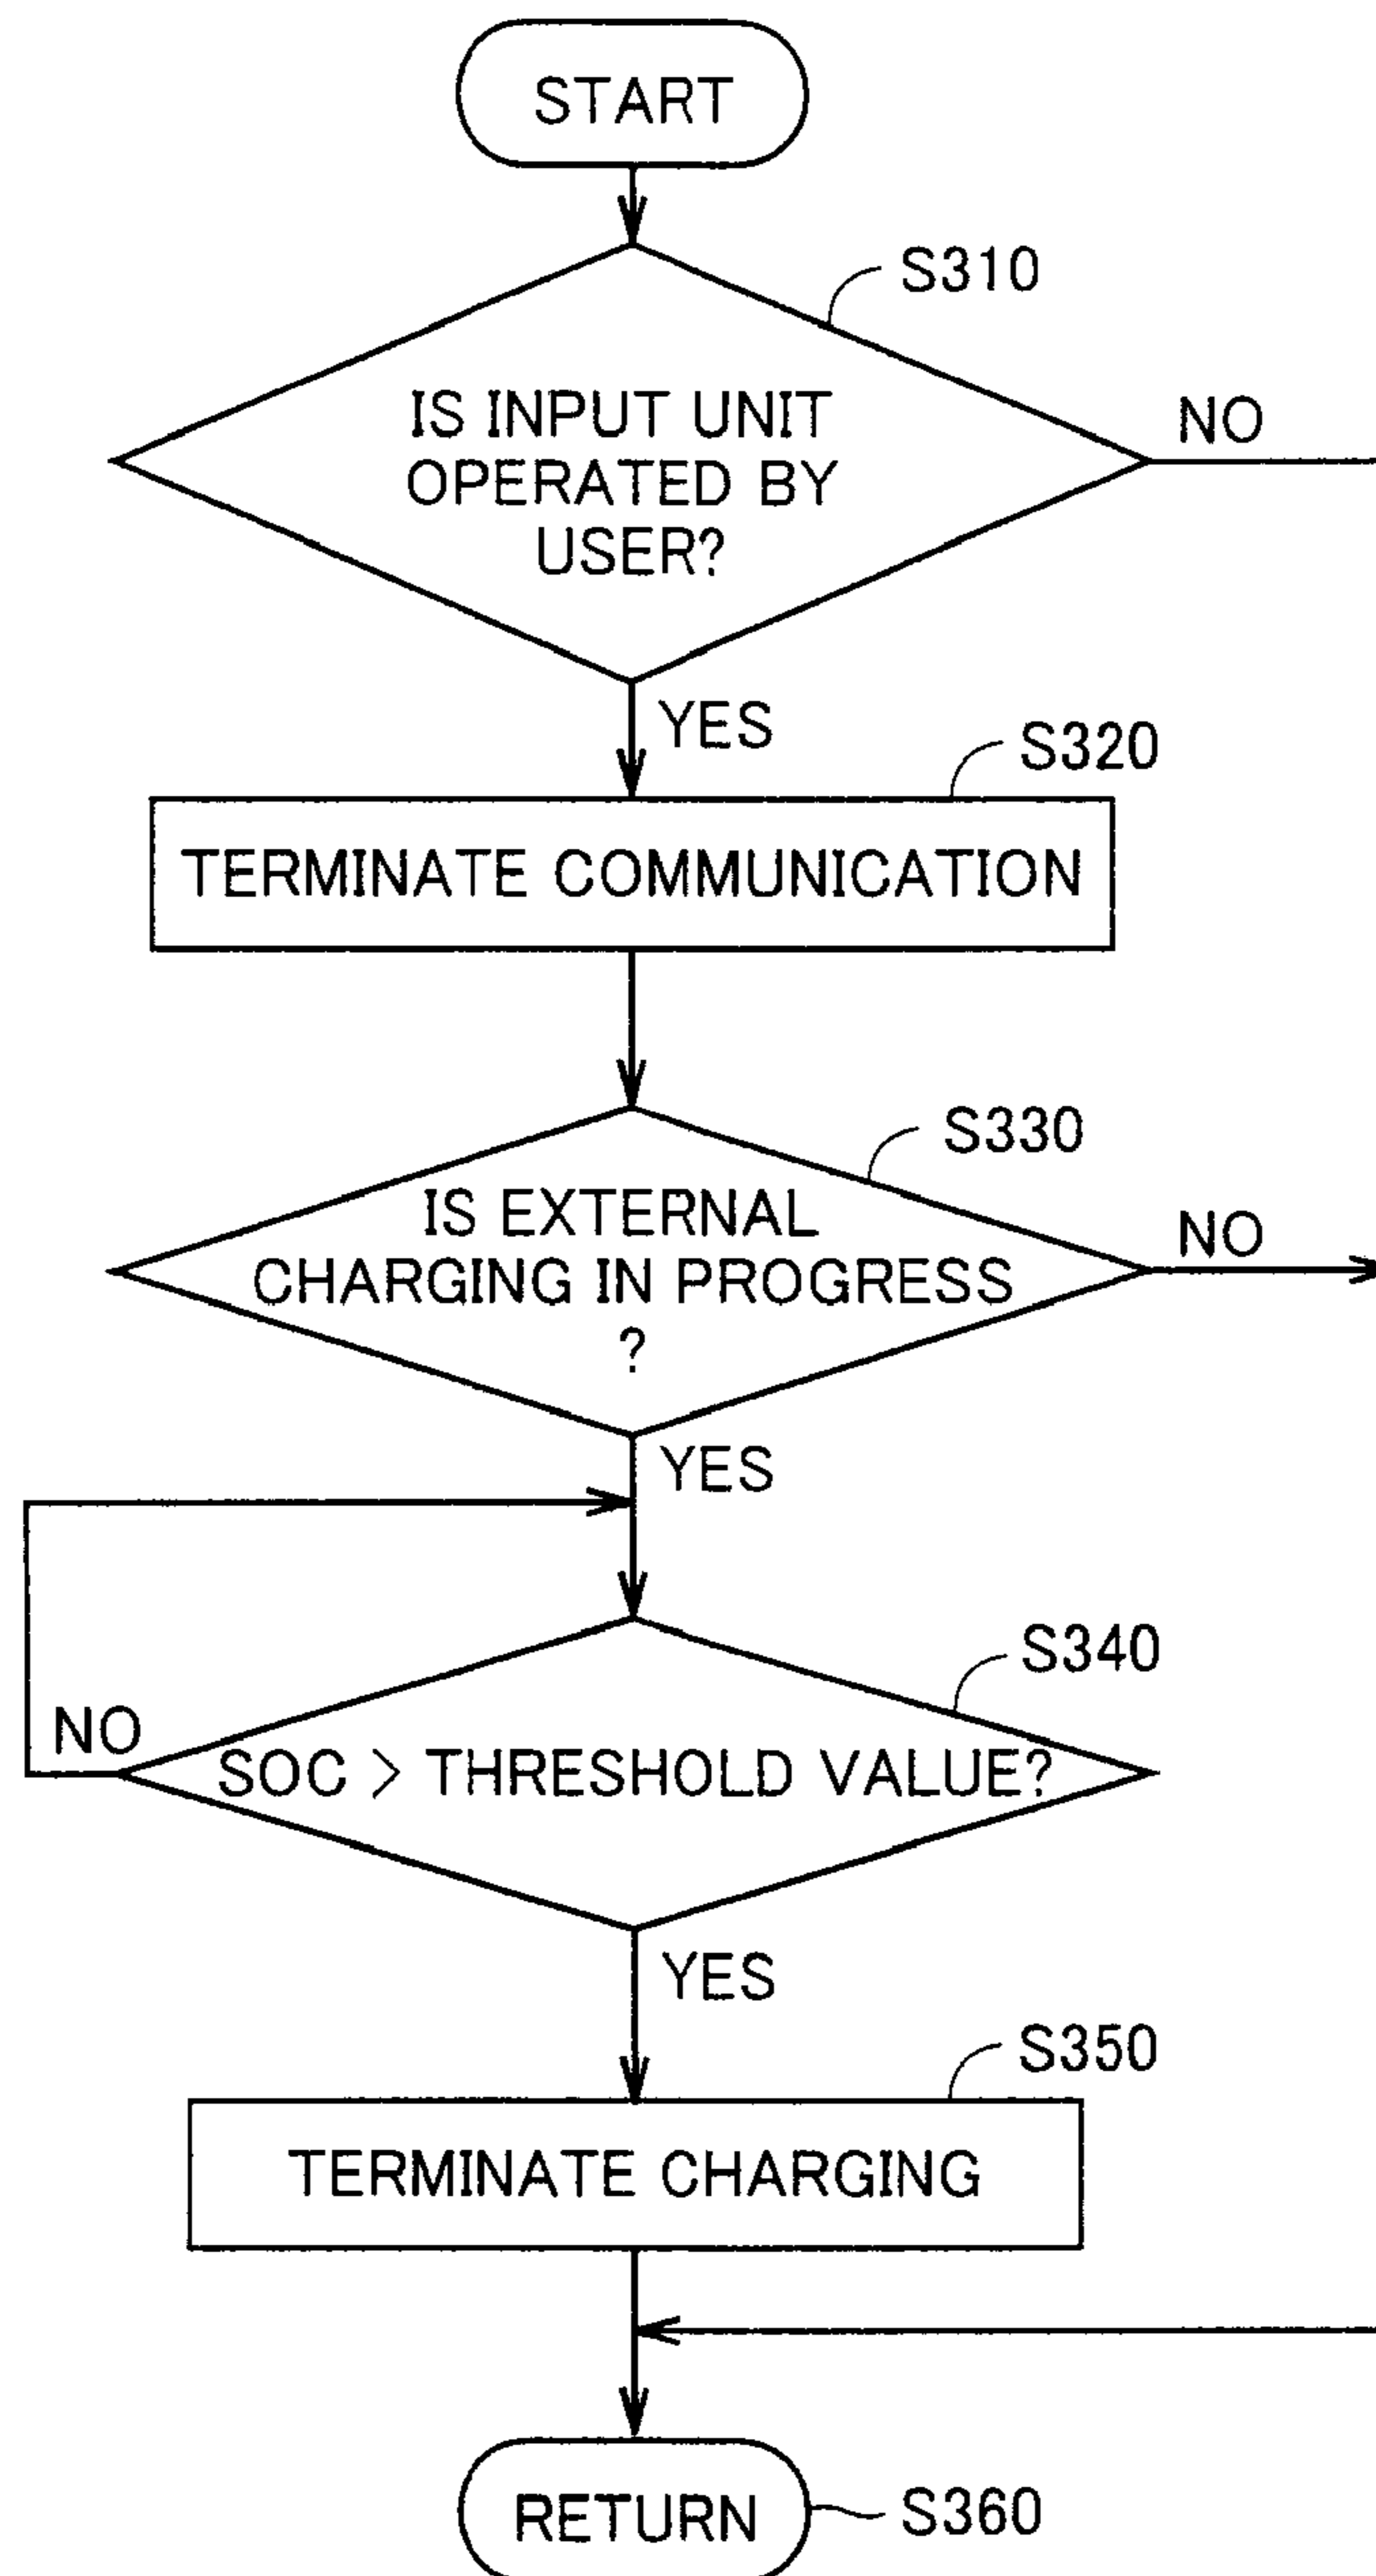 START
S310
IS INPUT UNIT
OPERATED BY
USER?
NO
YES
S320
TERMINATE COMMUNICATION
S330
IS EXTERNAL
CHARGING IN PROGRESS
?
NO
YES
S340
NO
SOC > THRESHOLD VALUE?
YES
S350
TERMINATE CHARGING
RETURN
S360